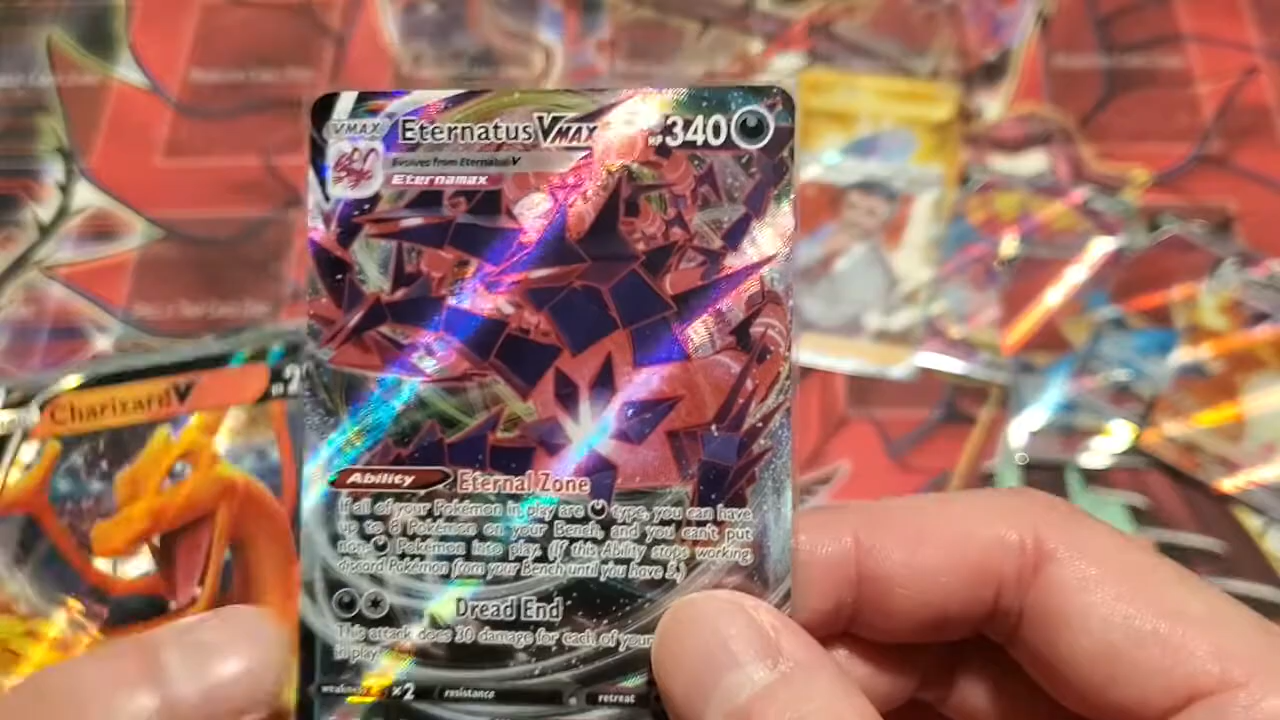 VMAX Eternatus VMAX HP 340
Evolves from Eternatus V
Eternamax
Charizard V 2
Ability Eternal Zone
If all of your Pokémon in play are type, you can have
up to 8 Pokémon on your Bench, and you can't put
non- Pokémon into play. (If this Ability stops working
discard Pokémon from your Bench until you have 5.)
Dread End
This attack does 30 damage for each of your
in play
weakness ×2 resistance retreat